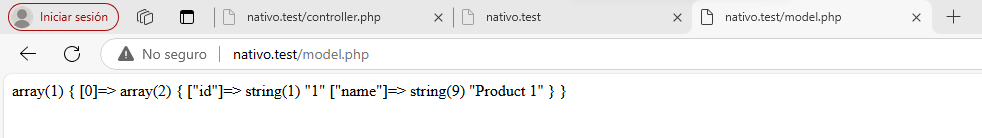 Iniciar sesión
nativo.test/controller.php
nativo.test
nativo.test/model.php
No seguro
nativo.test/model.php
array(1) { [0]=> array(2) { ["id"]=> string(1) "1" ["name"]=> string(9) "Product 1" } }